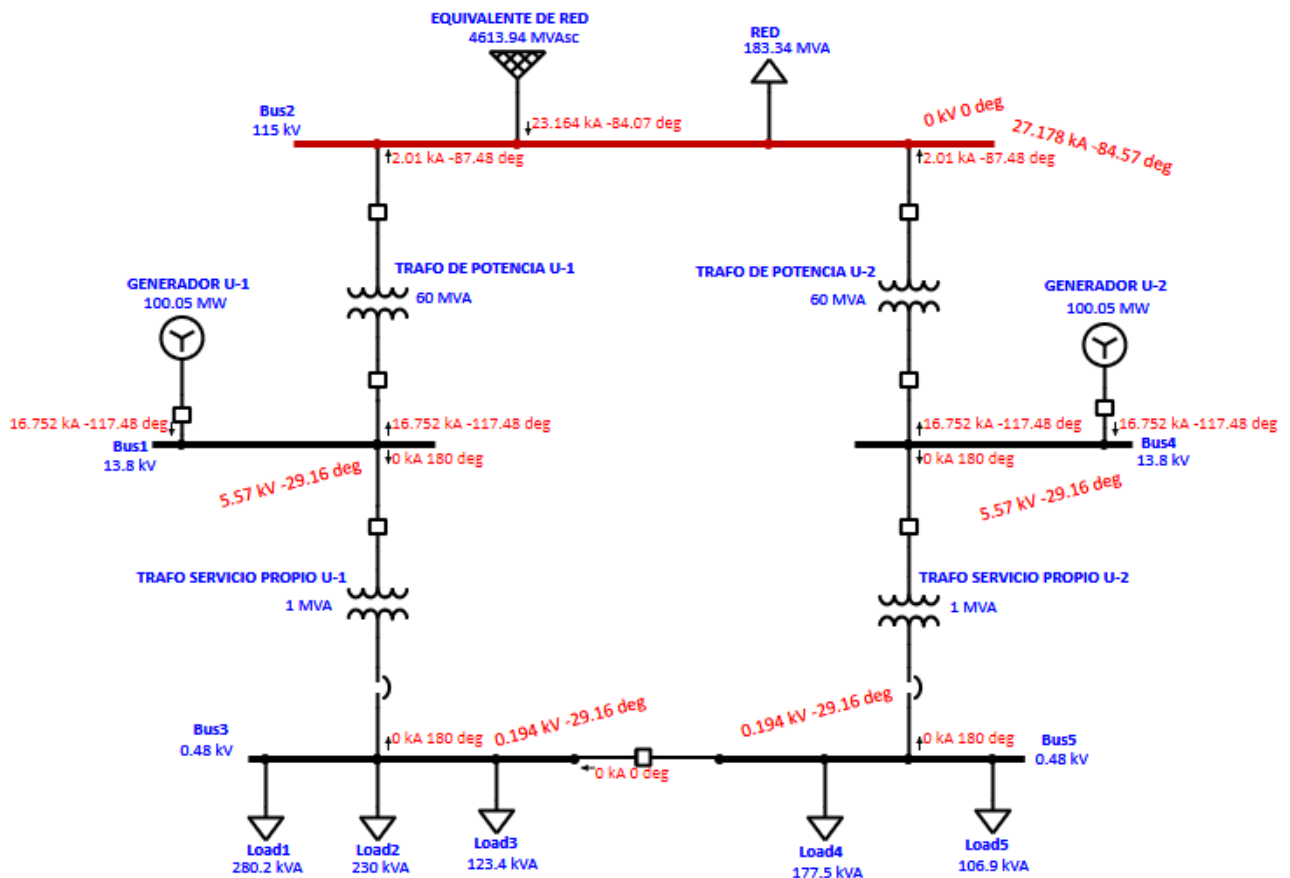 EQUIVALENTE DE RED
4613.94 MVAsc
RED
183.34 MVA
Bus2
115 kV
23.164 kA -84.07 deg
0 kV 0 deg
27.178 kA -84.57 deg
2.01 kA -87.48 deg
2.01 kA -87.48 deg
TRAFO DE POTENCIA U-1
60 MVA
TRAFO DE POTENCIA U-2
60 MVA
GENERADOR U-1
100.05 MW
GENERADOR U-2
100.05 MW
16.752 kA -117.48 deg
16.752 kA -117.48 deg
16.752 kA -117.48 deg
16.752 kA -117.48 deg
Bus1
13.8 kV
0 kA 180 deg
0 kA 180 deg
Bus4
13.8 kV
5.57 kV -29.16 deg
5.57 kV -29.16 deg
TRAFO SERVICIO PROPIO U-1
1 MVA
TRAFO SERVICIO PROPIO U-2
1 MVA
Bus3
0.48 kV
0 kA 180 deg
0.194 kV -29.16 deg
0.194 kV -29.16 deg
0 kA 180 deg
Bus5
0.48 kV
0 kA 0 deg
Load1
280.2 kVA
Load2
230 kVA
Load3
123.4 kVA
Load4
177.5 kVA
Load5
106.9 kVA